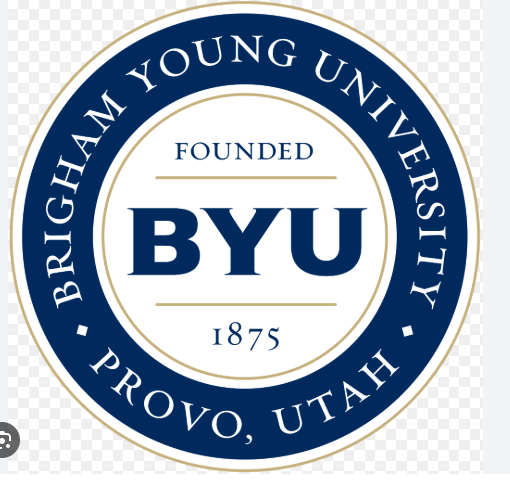 BRIGHAM YOUNG UNIVERSITY
FOUNDED
BYU
1875
• PROVO, UTAH •